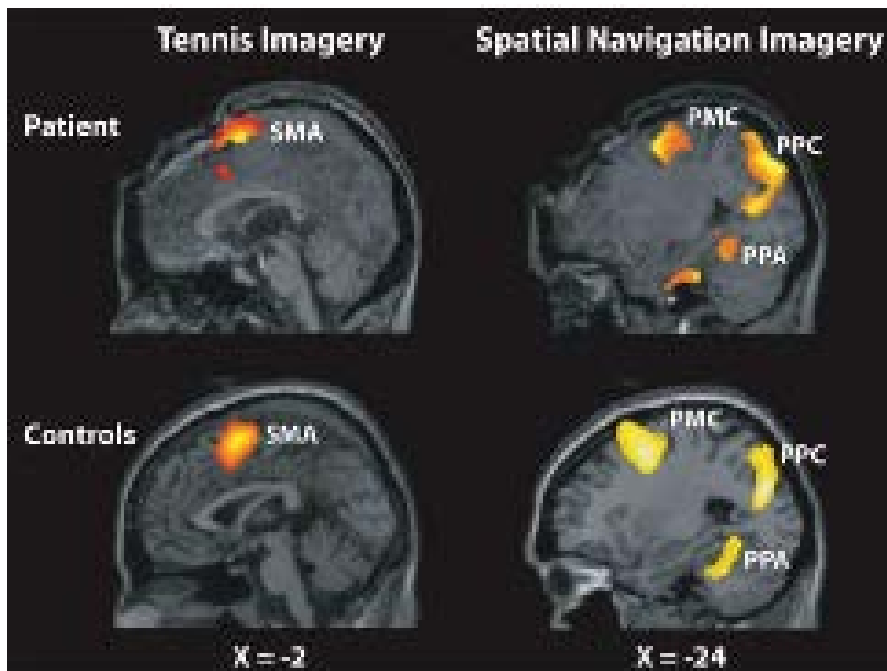 Tennis Imagery
Spatial Navigation Imagery
Patient
SMA
PMC
PPC
PPA
Controls
SMA
PMC
PPC
PPA
X = -2
X = -24